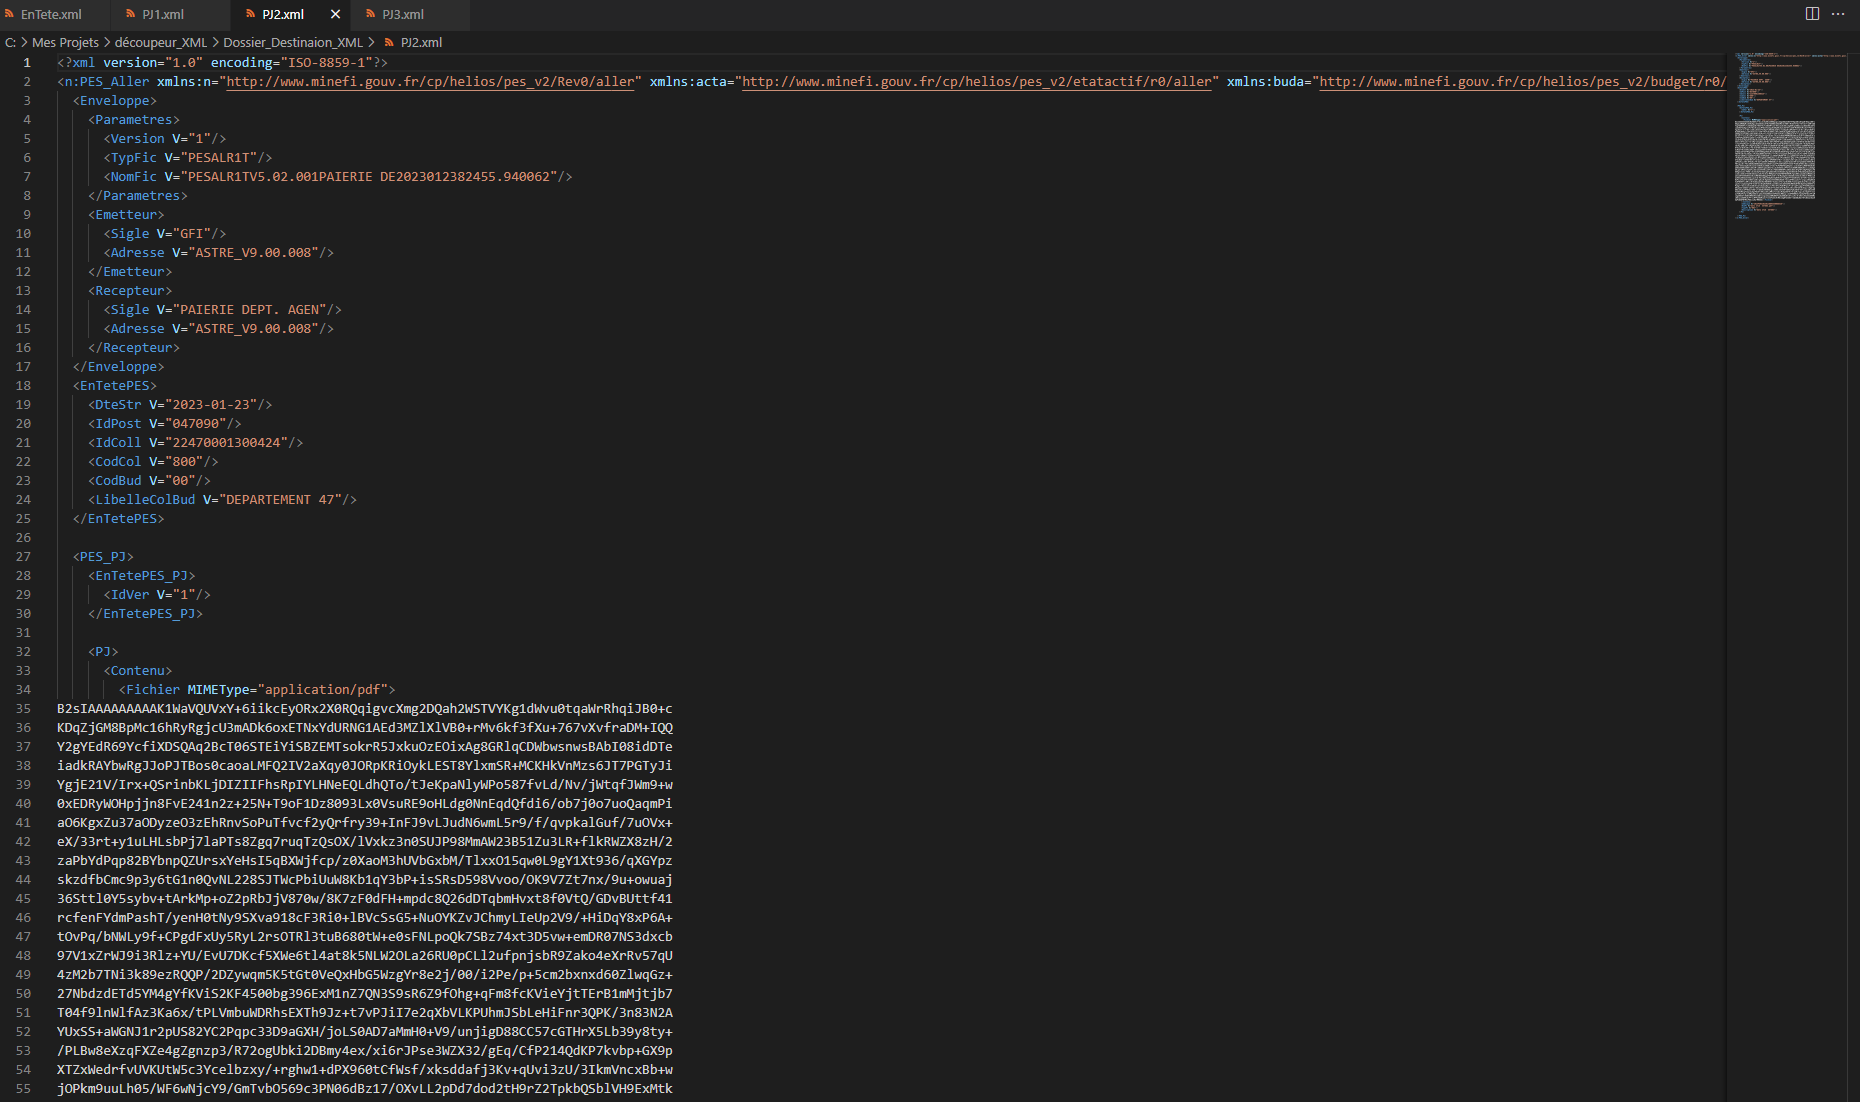 EnTete.xml PJ1.xml PJ2.xml PJ3.xml
C: > Mes Projets > découpeur_XML > Dossier_Destinaion_XML > PJ2.xml
1 <?xml version="1.0" encoding="ISO-8859-1"?>
2 <n:PES_Aller xmlns:n="http://www.minefi.gouv.fr/cp/helios/pes_v2/Rev0/aller" xmlns:acta="http://www.minefi.gouv.fr/cp/helios/pes_v2/etatactif/r0/aller" xmlns:buda="http://www.minefi.gouv.fr/cp/helios/pes_v2/budget/r0/
3 <Enveloppe>
4 <Parametres>
5 <Version V="1"/>
6 <TypFic V="PESALR1T"/>
7 <NomFic V="PESALR1TV5.02.001PAIERIE DE2023012382455.940062"/>
8 </Parametres>
9 <Emetteur>
10 <Sigle V="GFI"/>
11 <Adresse V="ASTRE_V9.00.008"/>
12 </Emetteur>
13 <Recepteur>
14 <Sigle V="PAIERIE DEPT. AGEN"/>
15 <Adresse V="ASTRE_V9.00.008"/>
16 </Recepteur>
17 </Enveloppe>
18 <EnTetePES>
19 <DteStr V="2023-01-23"/>
20 <IdPost V="047090"/>
21 <IdColl V="22470001300424"/>
22 <CodCol V="800"/>
23 <CodBud V="00"/>
24 <LibelleColBud V="DEPARTEMENT 47"/>
25 </EnTetePES>
26
27 <PES_PJ>
28 <EnTetePES_PJ>
29 <IdVer V="1"/>
30 </EnTetePES_PJ>
31
32 <PJ>
33 <Contenu>
34 <Fichier MIMEType="application/pdf">
35 B2sIAAAAAAAAAK1WaVQUVxY+6iikcEyORx2X0RQqigvcXmg2DQah2WSTVYKg1dWvu0tqaWrRhqiJB0+c
36 KDqZjGM8BpMc16hRyRgjcU3mADk6oxETNxYdURNG1AEd3MZlXlVB0+rMv6kf3fXu+767vXvfraDM+IQQ
37 Y2gYEdR69YcfiXDSQAq2BcT06STEiYiSBZEMTsokrR5JxkuOzEOixAg8GRlqCDWbwsnwsBAbI08idDTe
38 iadkRAYbwRgJJoPJTBos0caoaLMFQ2IV2aXqy0JORpKRiOykLEST8YlxmSR+MCKHkVnMzs6JT7PGTyJi
39 YgjE21V/Irx+QSrinbKLjDIZIIFhsRpIYLHNeEQLdhQTo/tJeKpaNlyWPo587fvLd/Nv/jWtqfJWm9+w
40 0xEDRyWOHpjjn8FvE241n2z+25N+T9oF1Dz8093Lx0VsuRE9oHLdg0NnEqdQfdi6/ob7j0o7uoQaqmPi
41 aO6KgxZu37aODyzeO3zEhRnvSoPuTfvcf2yQrfry39+InFJ9vLJudN6wmL5r9/f/qvpkalGuf/7uOVx+
42 eX/33rt+y1uLHLsbPj7laPTs8Zgq7ruqTzQsOX/lVxkz3n0SUJP98MmAW23B51Zu3LR+flkRWZX8zH/2
43 zaPbYdPqp82BYbnpQZUrsxYeHsI5qBXWjfcp/z0XaoM3hUVbGxbM/TlxxO15qw0L9gY1Xt936/qXGYpz
44 skzdfbCmc9p3y6tG1n0QvNL228SJTWcPbiUuW8Kb1qY3bP+isSRsD598Vvoo/OK9V7Zt7nx/9u+owuaj
45 36Sttl0Y5sybv+tArkMp+oZ2pRbJjV870w/8K7zF0dFH+mpdc8Q26dDTqbmHvxt8f0VtQ/GDvBUttf41
46 rcfenFYdmPashT/yenH0tNy9SXva918cF3Ri0+lBVcSsG5+NuOYKZvJChmyLIeUp2V9/+HiDqY8xP6A+
47 tOvPq/bNWLy9f+CPgdFxUy5RyL2rsOTRl3tuB680tW+e0sFNLpoQk7SBz74xt3D5vw+emDR07NS3dxcb
48 97V1xZrWJ9i3Rlz+YU/EvU7DKcf5XWe6tl4at8k5NLW2OLa26RU0pCLl2ufpnjsbR9Zako4eXrRv57qU
49 4zM2b7TNi3k89ezRQQP/2DZywqm5K5tGt0VeQxHbG5WzgYr8e2j/00/i2Pe/p+5cm2bxnxd60ZlwqGz+
50 27NbdzdETd5YM4gYfKViS2KF4500bg396ExM1nZ7QN3S9sR6Z9fOhg+qFm8fcKVieYjtTErB1mMjtjb7
51 T04f9lnWlfAz3Ka6x/tPLVmbuWDRhsEXTh9Jz+t7vPJiI7e2qXbVLKPUhmJSbLeHiFnr3QPK/3n83N2A
52 YUxSS+aWGNJ1r2pUS82YC2Pqpc33D9aGXH/joLS0AD7aMmH0+V9/unjigD88CC57cGTHrX5Lb39y8ty+
53 /PLBw8eXzqFXZe4gZgnzp3/R72ogUbki2DBmy4ex/xi6rJPse3WZX32/gEq/CfP214QdKP7kvbp+GX9p
54 XTZxWedrfvUVKUtW5c3Ycelbzxy/+rghw1+dPX960tCfWsf/xksddafj3Kv+qUvi3zU/3IkmVncxBb+w
55 jOPkm9uuLh05/WF6wNjcY9/GmTvbO569c3PN06dBz17/OXvLL2pDd7dod2tH9rZ2TpkbQSblVH9ExMtk